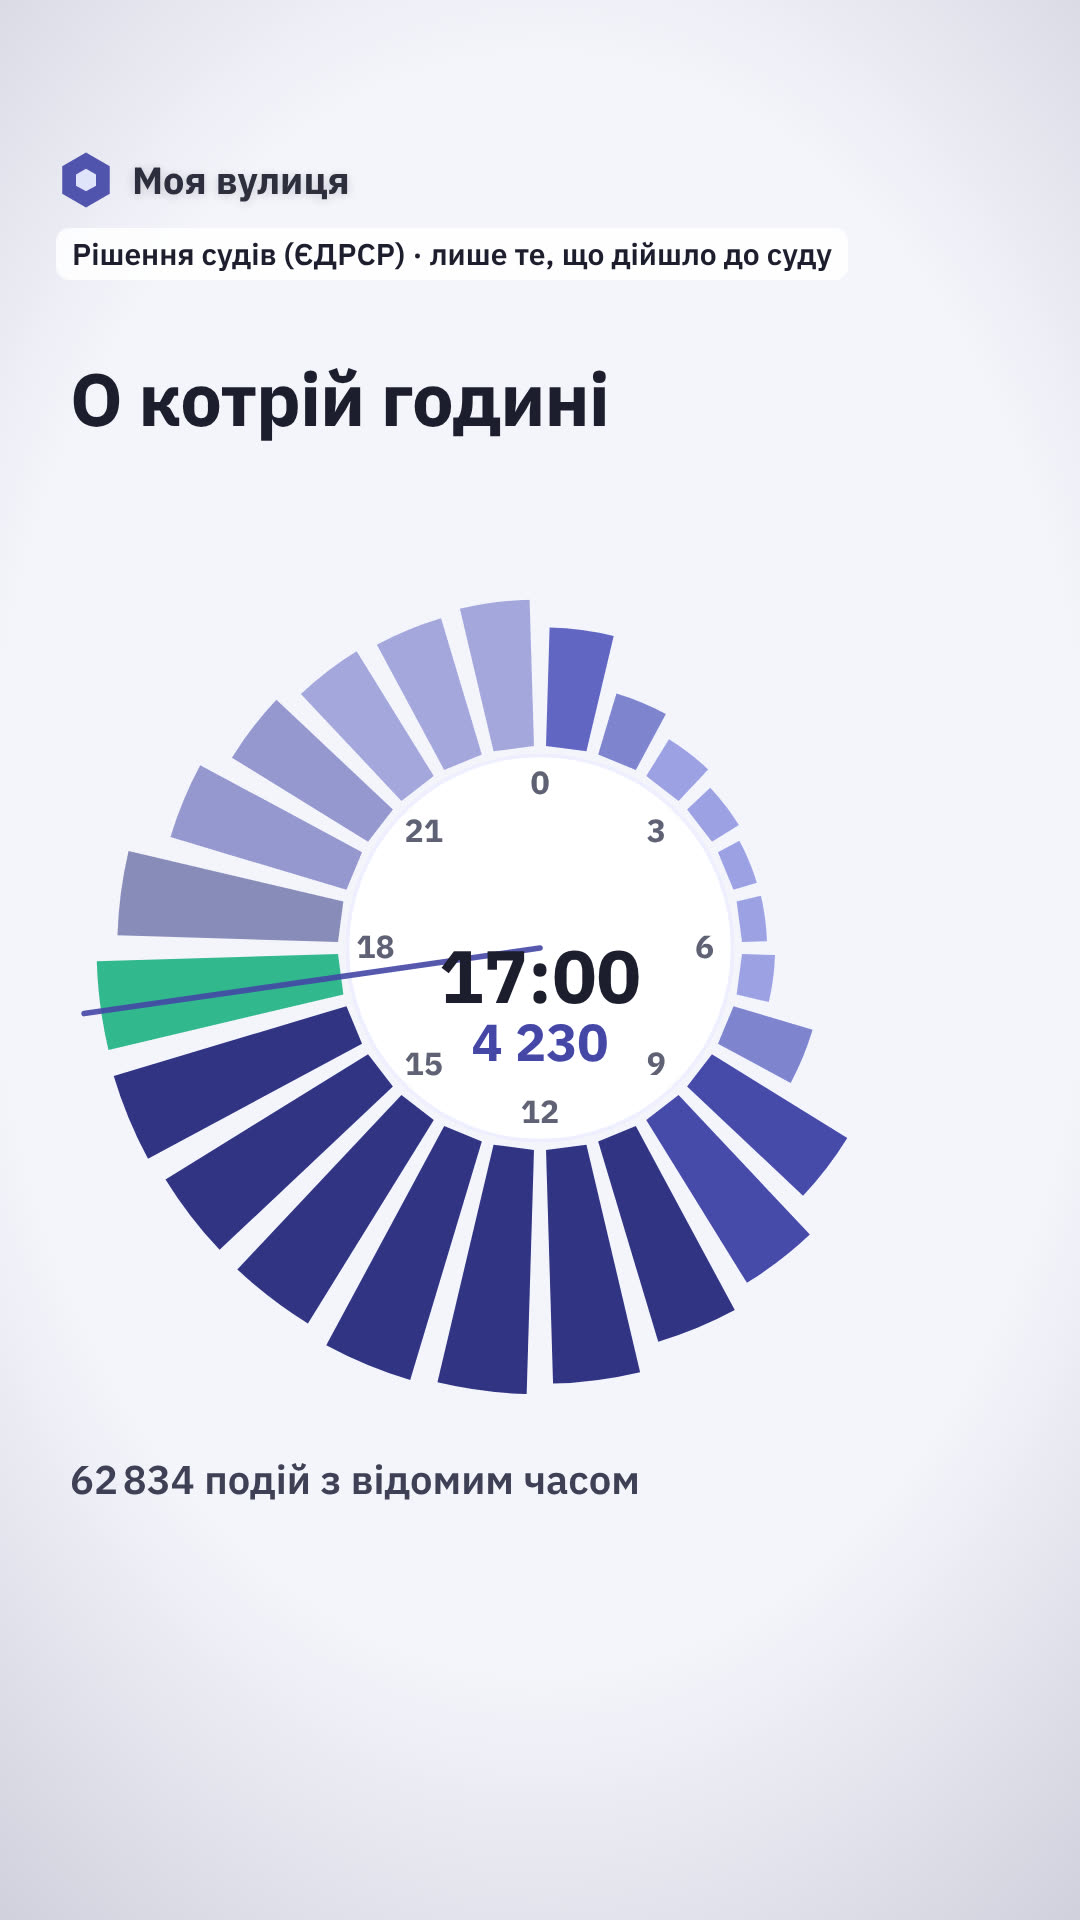 Моя вулиця
Рішення судів (ЄДРСР) · лише те, що дійшло до суду
О котрій годині
0
21
3
18
6
17:00
4 230
15
9
12
62 834 подій з відомим часом